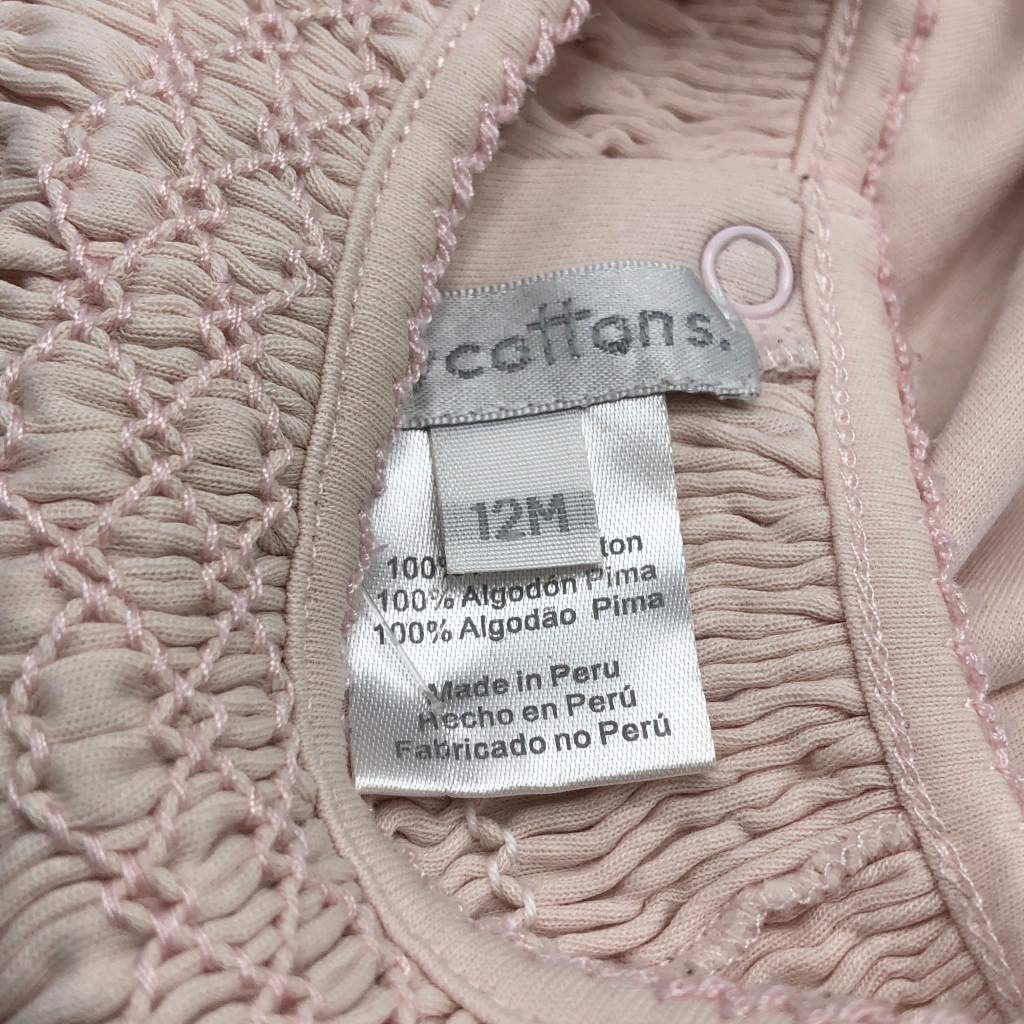 cottons.
12M
100% ton
100% Algodón Pima
100% Algodão Pima
Made in Peru
Hecho en Perú
Fabricado no Perú